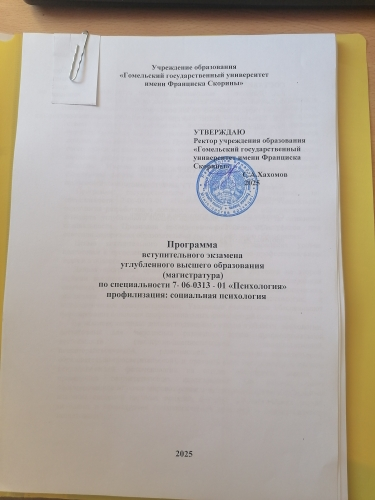 Учреждение образования
«Гомельский государственный университет
имени Франциска Скорины»
УТВЕРЖДАЮ
Ректор учреждения образования
«Гомельский государственный
университет имени Франциска
Скорины»
С.А.Хахомов
2025
Программа
вступительного экзамена
углубленного высшего образования
(магистратура)
по специальности 7- 06-0313 - 01 «Психология»
профилизация: социальная психология
2025